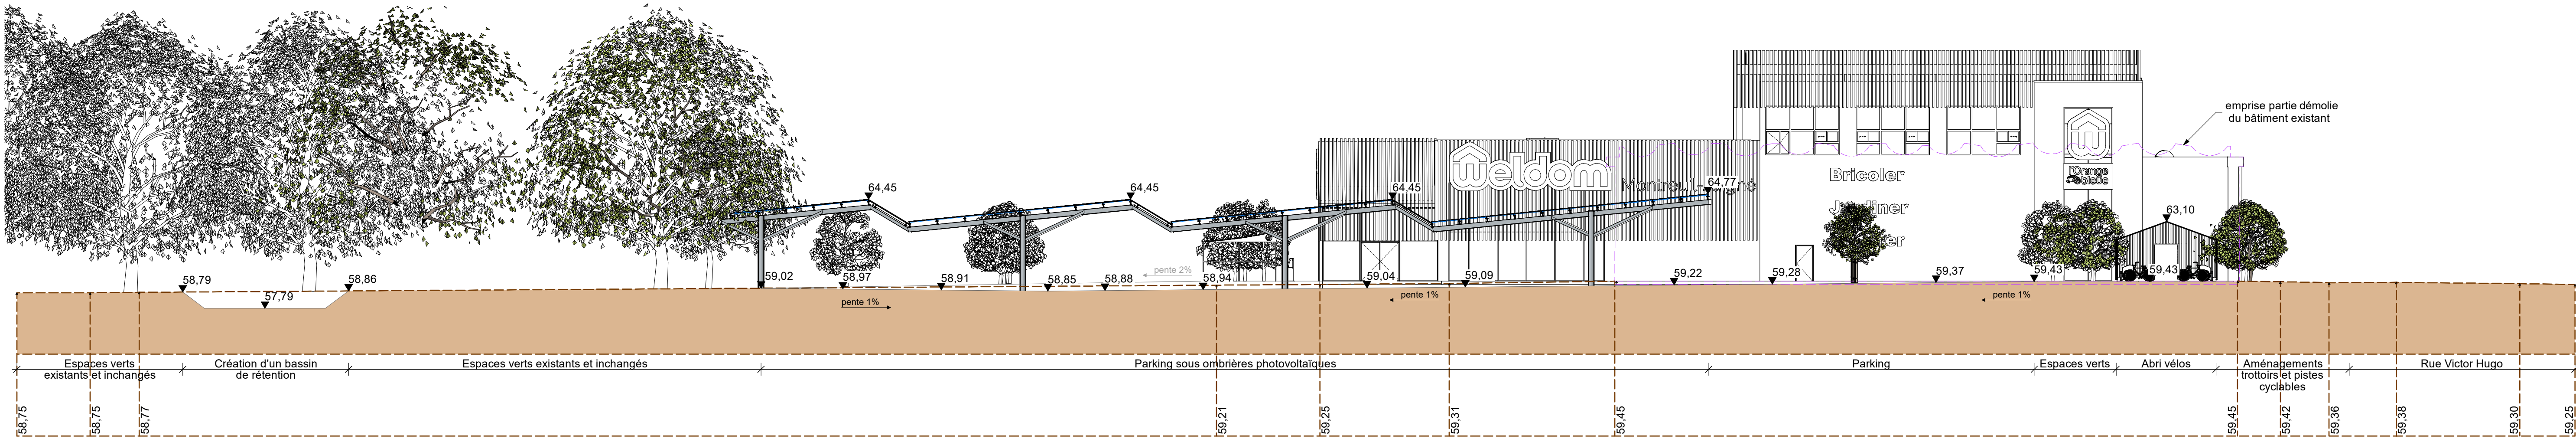 emprise partie démolie
du bâtiment existant
weldom
Bricoler
64,45
64,45
64,45
64,77
l'Orange
bleue
63,10
58,79
57,79
58,86
59,02
58,97
58,91
58,85
58,88
pente 2%
58,94
59,04
59,09
59,22
59,28
59,37
59,43
59,43
pente 1%
pente 1%
pente 1%
Espaces verts
existants et inchangés
Création d'un bassin
de rétention
Espaces verts existants et inchangés
Parking sous ombrières photovoltaïques
Parking
Espaces verts
Abri vélos
Aménagements
trottoirs et pistes
cyclables
Rue Victor Hugo
58,75
58,75
58,77
59,21
59,25
59,31
59,45
59,45
59,42
59,36
59,38
59,30
59,25